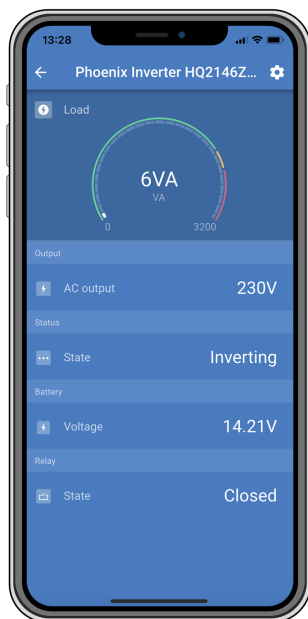 13:28
Phoenix Inverter HQ2146Z...
Load
6VA
VA
0 3200
Output
AC output 230V
Status
State Inverting
Battery
Voltage 14.21V
Relay
State Closed